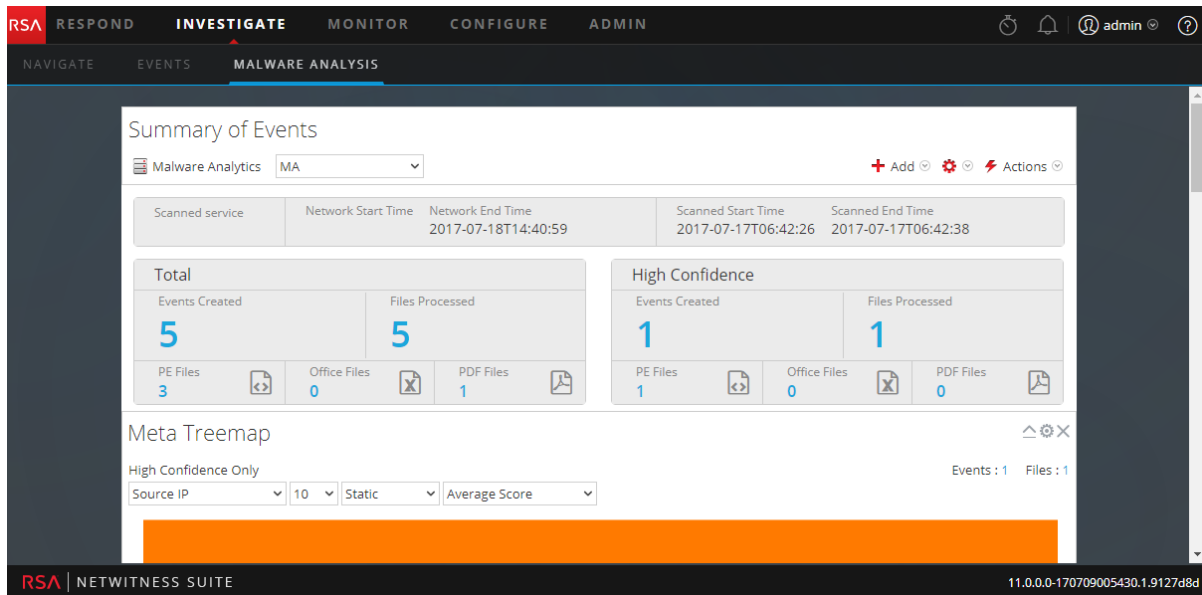 RSA RESPOND INVESTIGATE MONITOR CONFIGURE ADMIN admin ?
NAVIGATE EVENTS MALWARE ANALYSIS
Summary of Events
Malware Analytics MA Add Actions
Scanned service Network Start Time Network End Time Scanned Start Time Scanned End Time
2017-07-18T14:40:59 2017-07-17T06:42:26 2017-07-17T06:42:38
Total High Confidence
Events Created Files Processed Events Created Files Processed
5 5 1 1
PE Files Office Files PDF Files PE Files Office Files PDF Files
3 0 1 1 0 0
Meta Treemap
High Confidence Only Events : 1 Files : 1
Source IP 10 Static Average Score
RSA NETWITNESS SUITE 11.0.0.0-170709005430.1.9127d8d